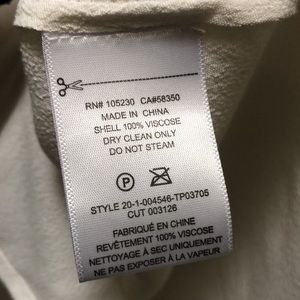 RN# 105230 CA#58350
MADE IN CHINA
SHELL 100% VISCOSE
DRY CLEAN ONLY
DO NOT STEAM
P
STYLE 20-1-004546-TP03705
CUT 003126
FABRIQUÉ EN CHINE
REVÊTEMENT 100% VISCOSE
NETTOYAGE À SEC UNIQUEMENT
NE PAS EXPOSER À LA VAPEUR